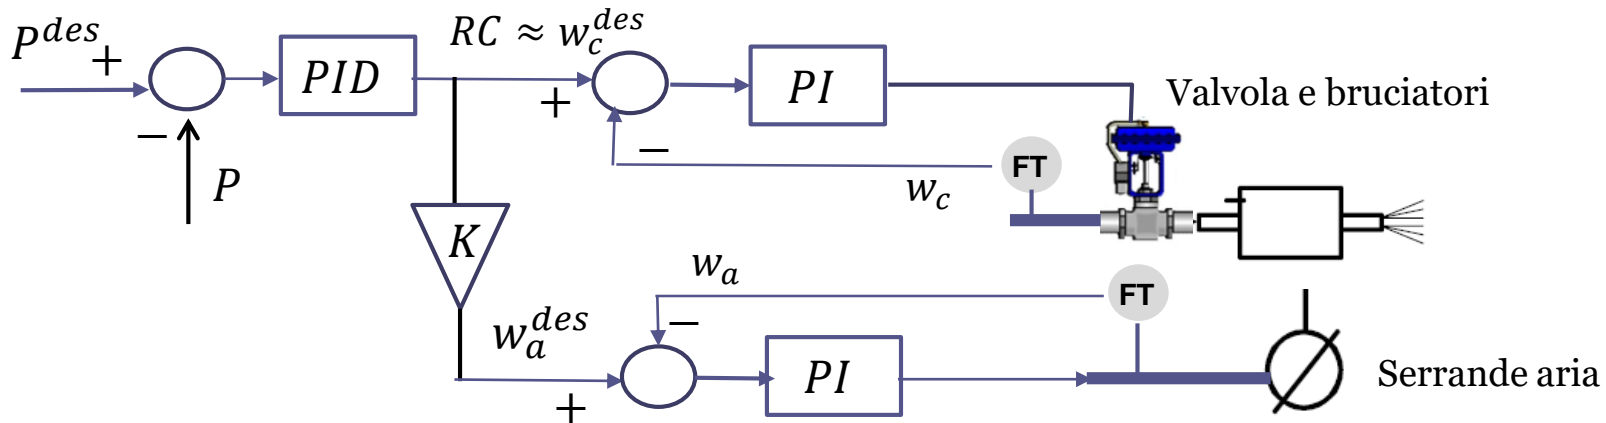 P^des + − P
PID
RC ≈ w_c^des
+ −
PI
Valvola e bruciatori
FT
w_c
K
w_a
FT
w_a^des
− +
PI
Serrande aria